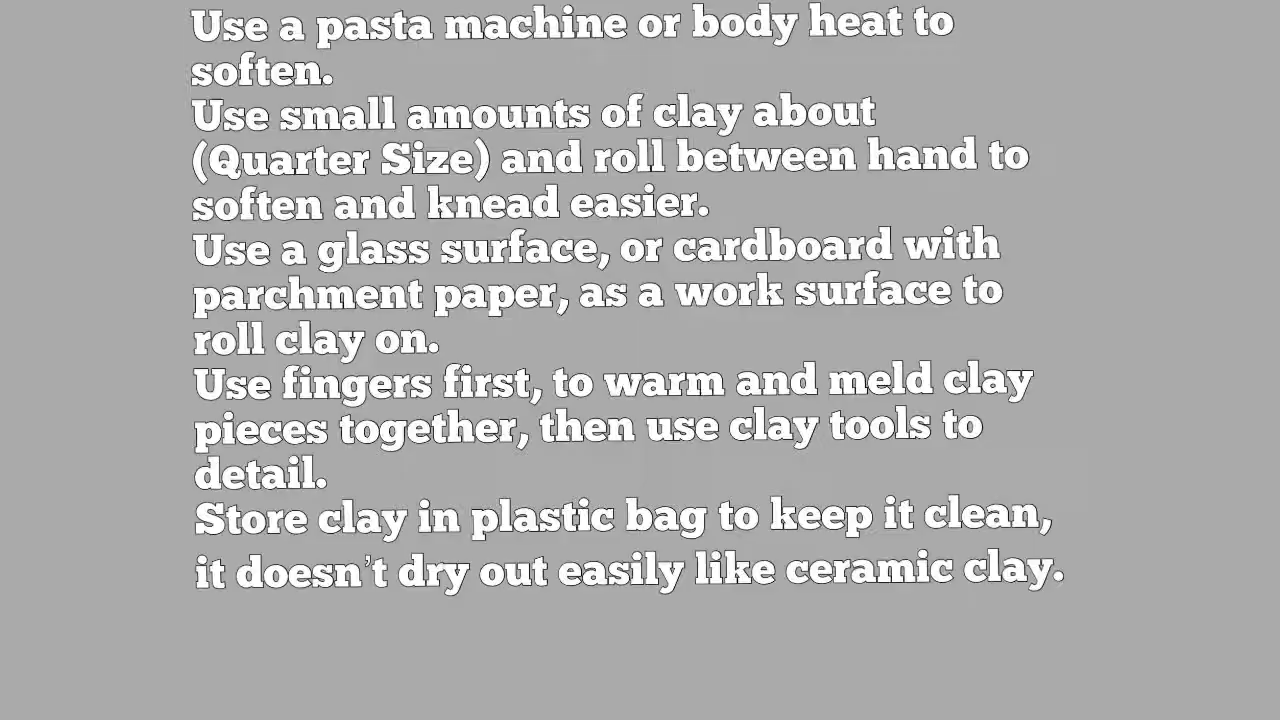 Use a pasta machine or body heat to
soften.
Use small amounts of clay about
(Quarter Size) and roll between hand to
soften and knead easier.
Use a glass surface, or cardboard with
parchment paper, as a work surface to
roll clay on.
Use fingers first, to warm and meld clay
pieces together, then use clay tools to
detail.
Store clay in plastic bag to keep it clean,
it doesn't dry out easily like ceramic clay.